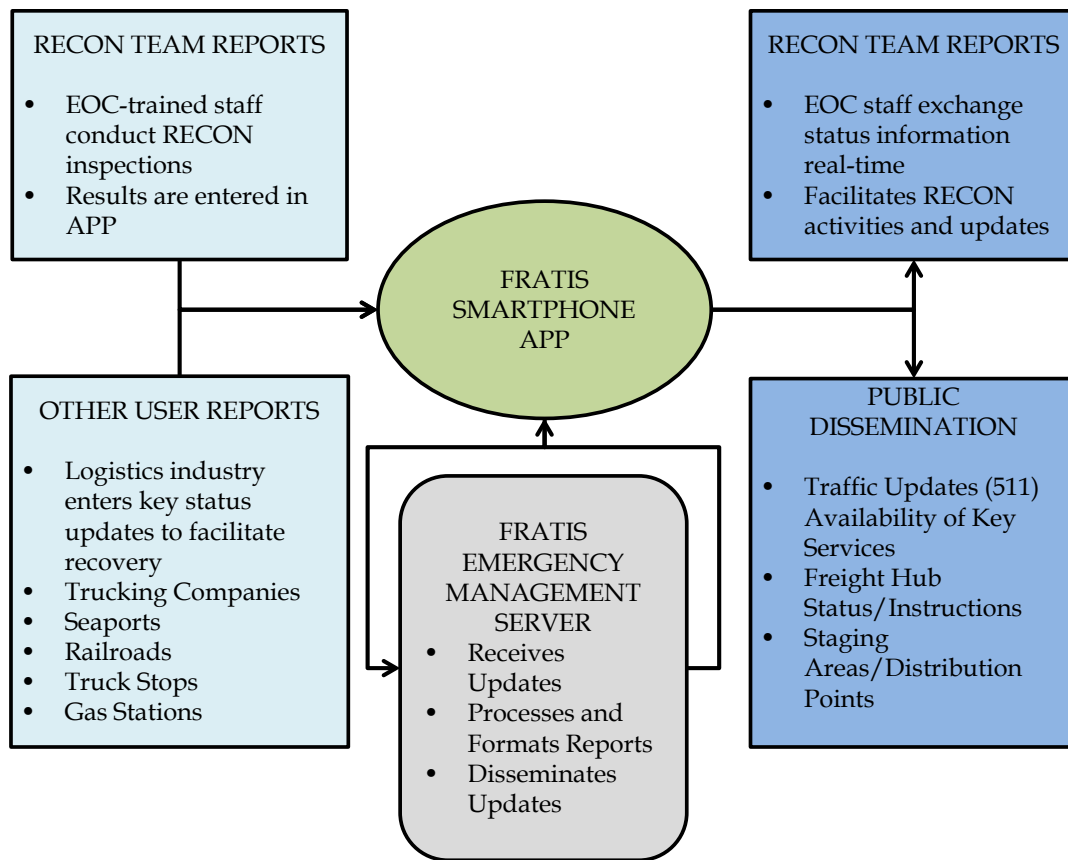 RECON TEAM REPORTS
• EOC-trained staff
conduct RECON
inspections
• Results are entered in
APP
OTHER USER REPORTS
• Logistics industry
enters key status
updates to facilitate
recovery
• Trucking Companies
• Seaports
• Railroads
• Truck Stops
• Gas Stations
FRATIS
SMARTPHONE
APP
FRATIS
EMERGENCY
MANAGEMENT
SERVER
• Receives
Updates
• Processes and
Formats Reports
• Disseminates
Updates
RECON TEAM REPORTS
• EOC staff exchange
status information
real-time
• Facilitates RECON
activities and updates
PUBLIC
DISSEMINATION
• Traffic Updates (511)
Availability of Key
Services
• Freight Hub
Status/Instructions
• Staging
Areas/Distribution
Points